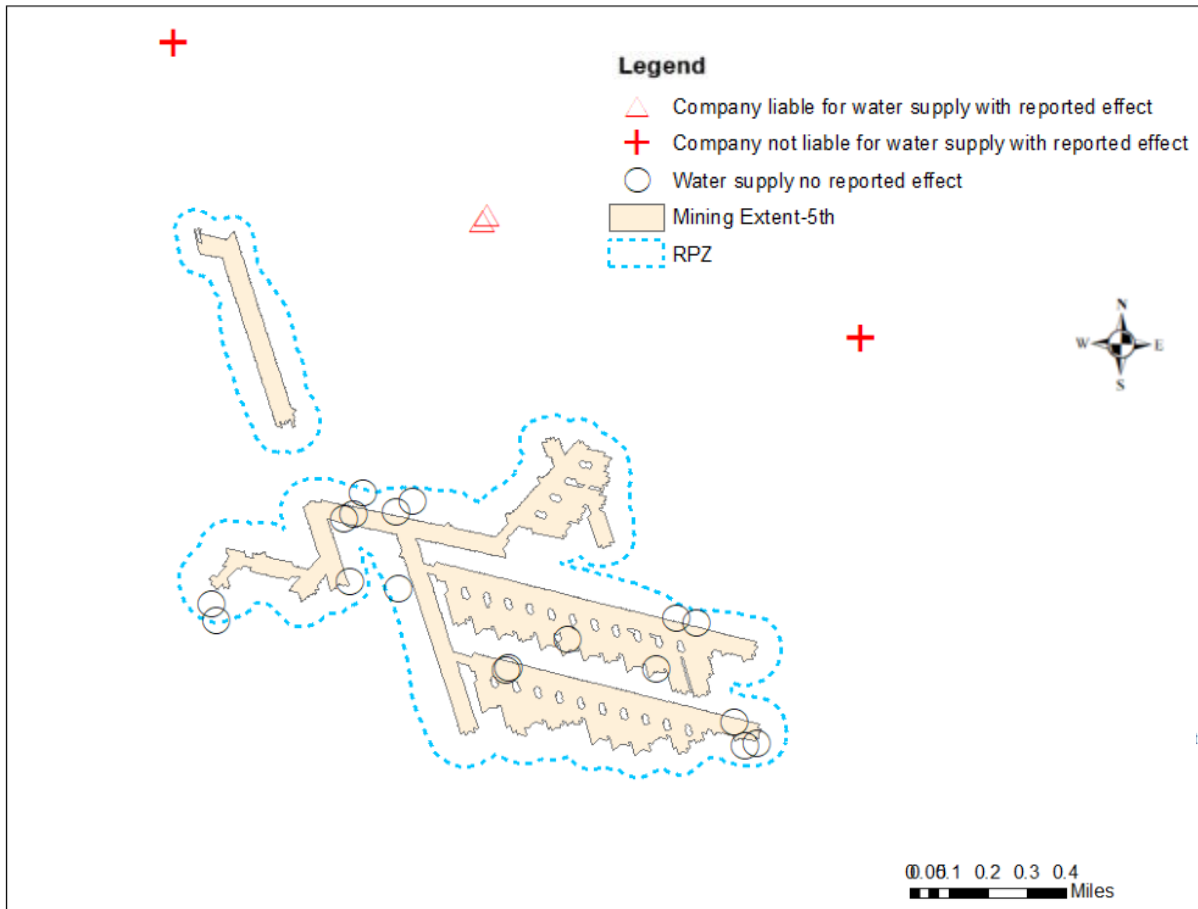 Legend
Company liable for water supply with reported effect
Company not liable for water supply with reported effect
Water supply no reported effect
Mining Extent-5th
RPZ
N
W E
S
0 0.2 0.3 0.4
Miles